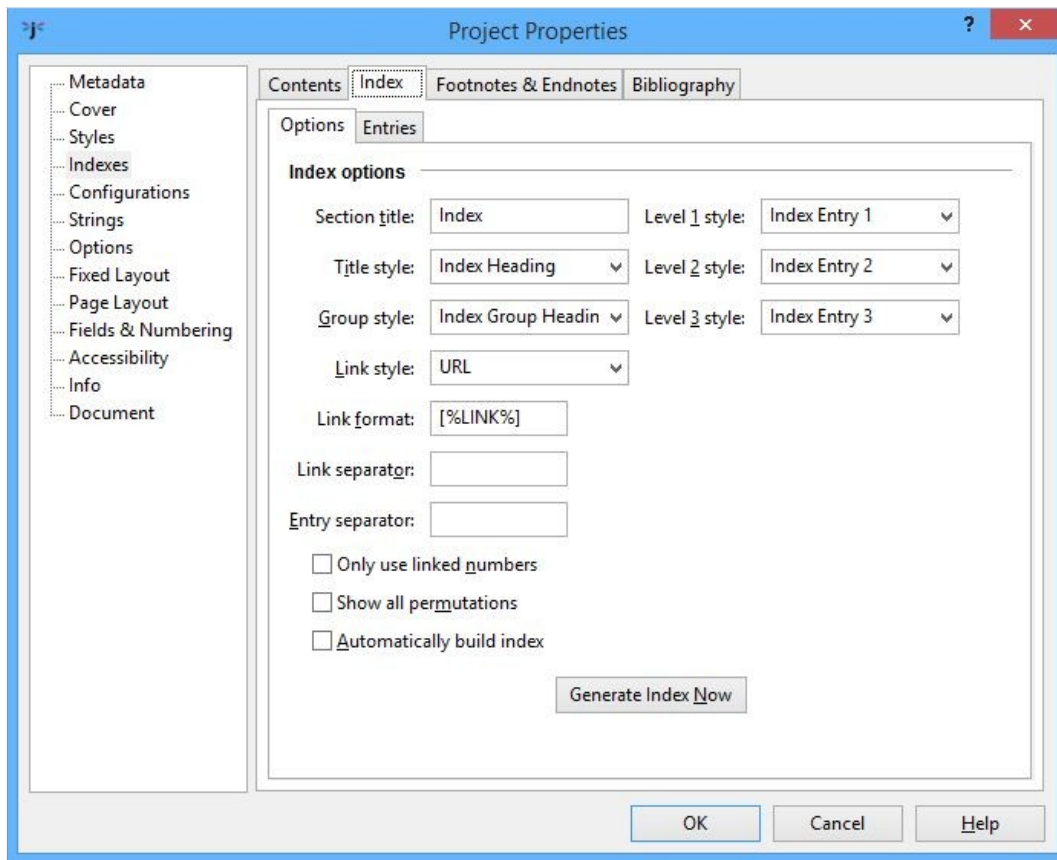 Project Properties
?
Metadata
Cover
Styles
Indexes
Configurations
Strings
Options
Fixed Layout
Page Layout
Fields & Numbering
Accessibility
Info
Document
Contents Index Footnotes & Endnotes Bibliography
Options Entries
Index options
Section title: Index Level 1 style: Index Entry 1
Title style: Index Heading Level 2 style: Index Entry 2
Group style: Index Group Headin Level 3 style: Index Entry 3
Link style: URL
Link format: [%LINK%]
Link separator:
Entry separator:
Only use linked numbers
Show all permutations
Automatically build index
Generate Index Now
OK Cancel Help